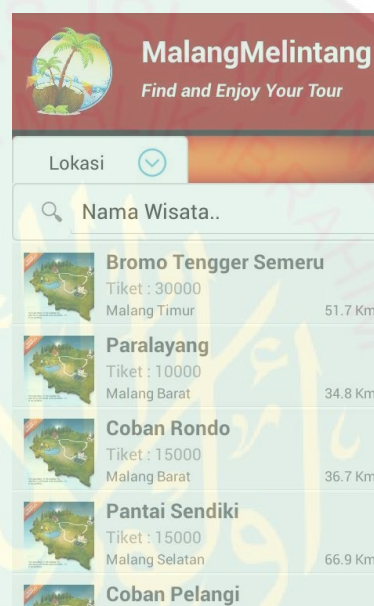 MalangMelintang
Find and Enjoy Your Tour
Lokasi
Nama Wisata..
Bromo Tengger Semeru
Tiket : 30000
Malang Timur 51.7 Km
Paralayang
Tiket : 10000
Malang Barat 34.8 Km
Coban Rondo
Tiket : 15000
Malang Barat 36.7 Km
Pantai Sendiki
Tiket : 15000
Malang Selatan 66.9 Km
Coban Pelangi